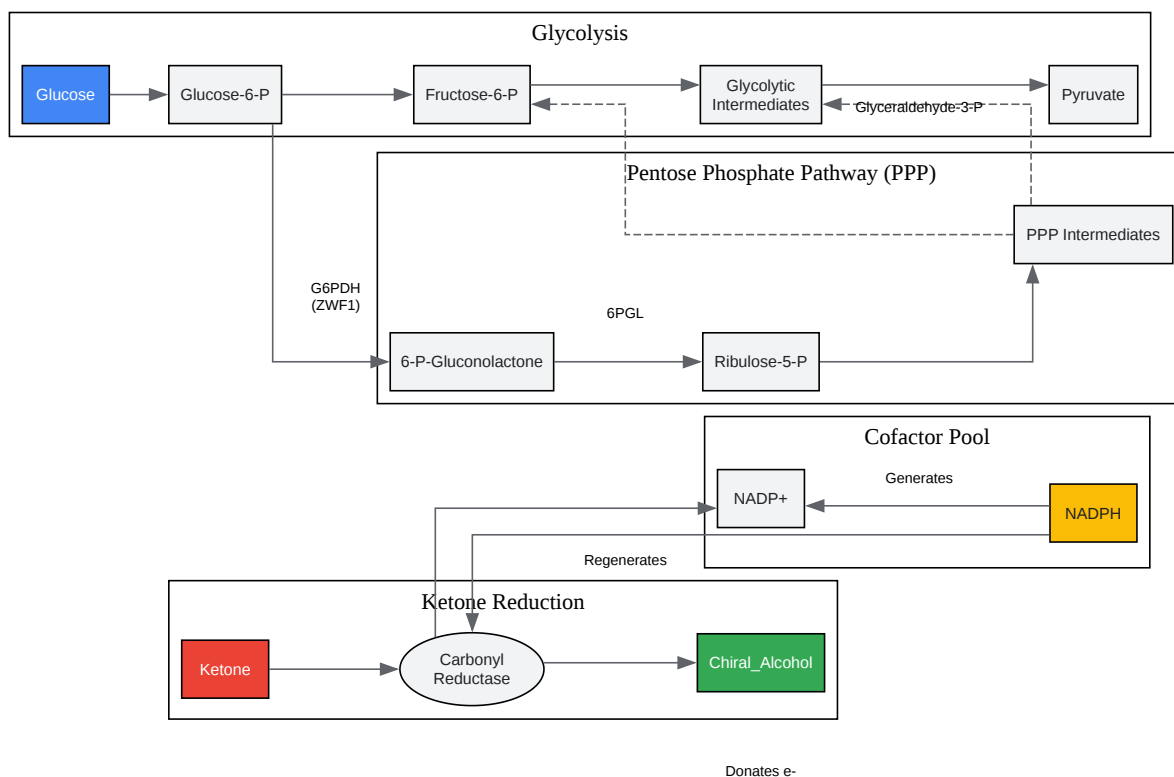 Glycolysis
Glucose
Glucose-6-P
Fructose-6-P
Glycolytic
Intermediates
Glyceraldehyde-3-P
Pyruvate
Pentose Phosphate Pathway (PPP)
PPP Intermediates
G6PDH
(ZWF1)
6PGL
6-P-Gluconolactone
Ribulose-5-P
Cofactor Pool
Generates
NADP+
NADPH
Regenerates
Ketone Reduction
Ketone
Carbonyl
Reductase
Chiral_Alcohol
Donates e-